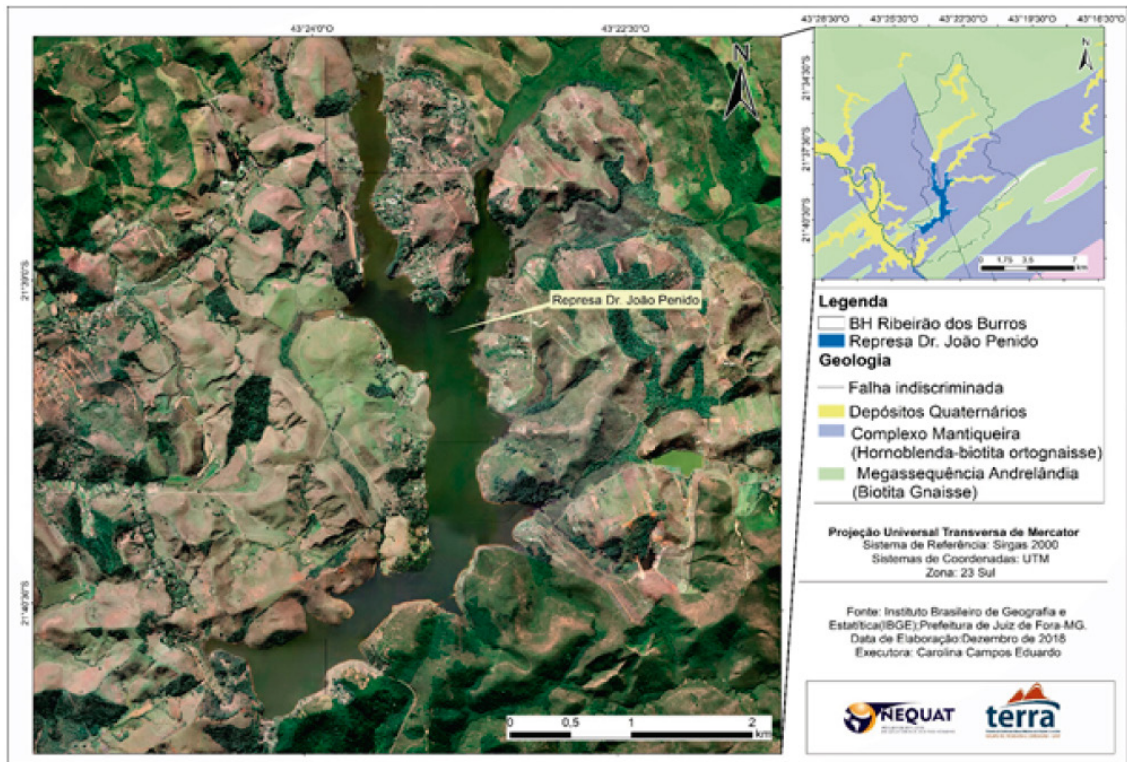 43°24'0"O
43°22'30"O
N
21°39'0"S
21°40'30"S
Represa Dr. João Penido
0
0,5
1
2
km
43°28'30"O
43°25'30"O
43°22'30"O
43°19'30"O
43°16'30"O
21°34'30"S
21°37'30"S
21°40'30"S
N
0
1.75
3.5
7
km
Legenda
BH Ribeirão dos Burros
Represa Dr. João Penido
Geologia
Falha indiscriminada
Depósitos Quaternários
Complexo Mantiqueira
(Hornoblenda-biotita ortognaisse)
Megassequência Andrelândia
(Biotita Gnaisse)
Projeção Universal Transversa de Mercator
Sistema de Referência: Sirgas 2000
Sistemas de Coordenadas: UTM
Zona: 23 Sul
Fonte: Instituto Brasileiro de Geografia e
Estatítica(IBGE);Prefeitura de Juiz de Fora-MG.
Data de Elaboração:Dezembro de 2018
Executora: Carolina Campos Eduardo
NEQUAT
terra